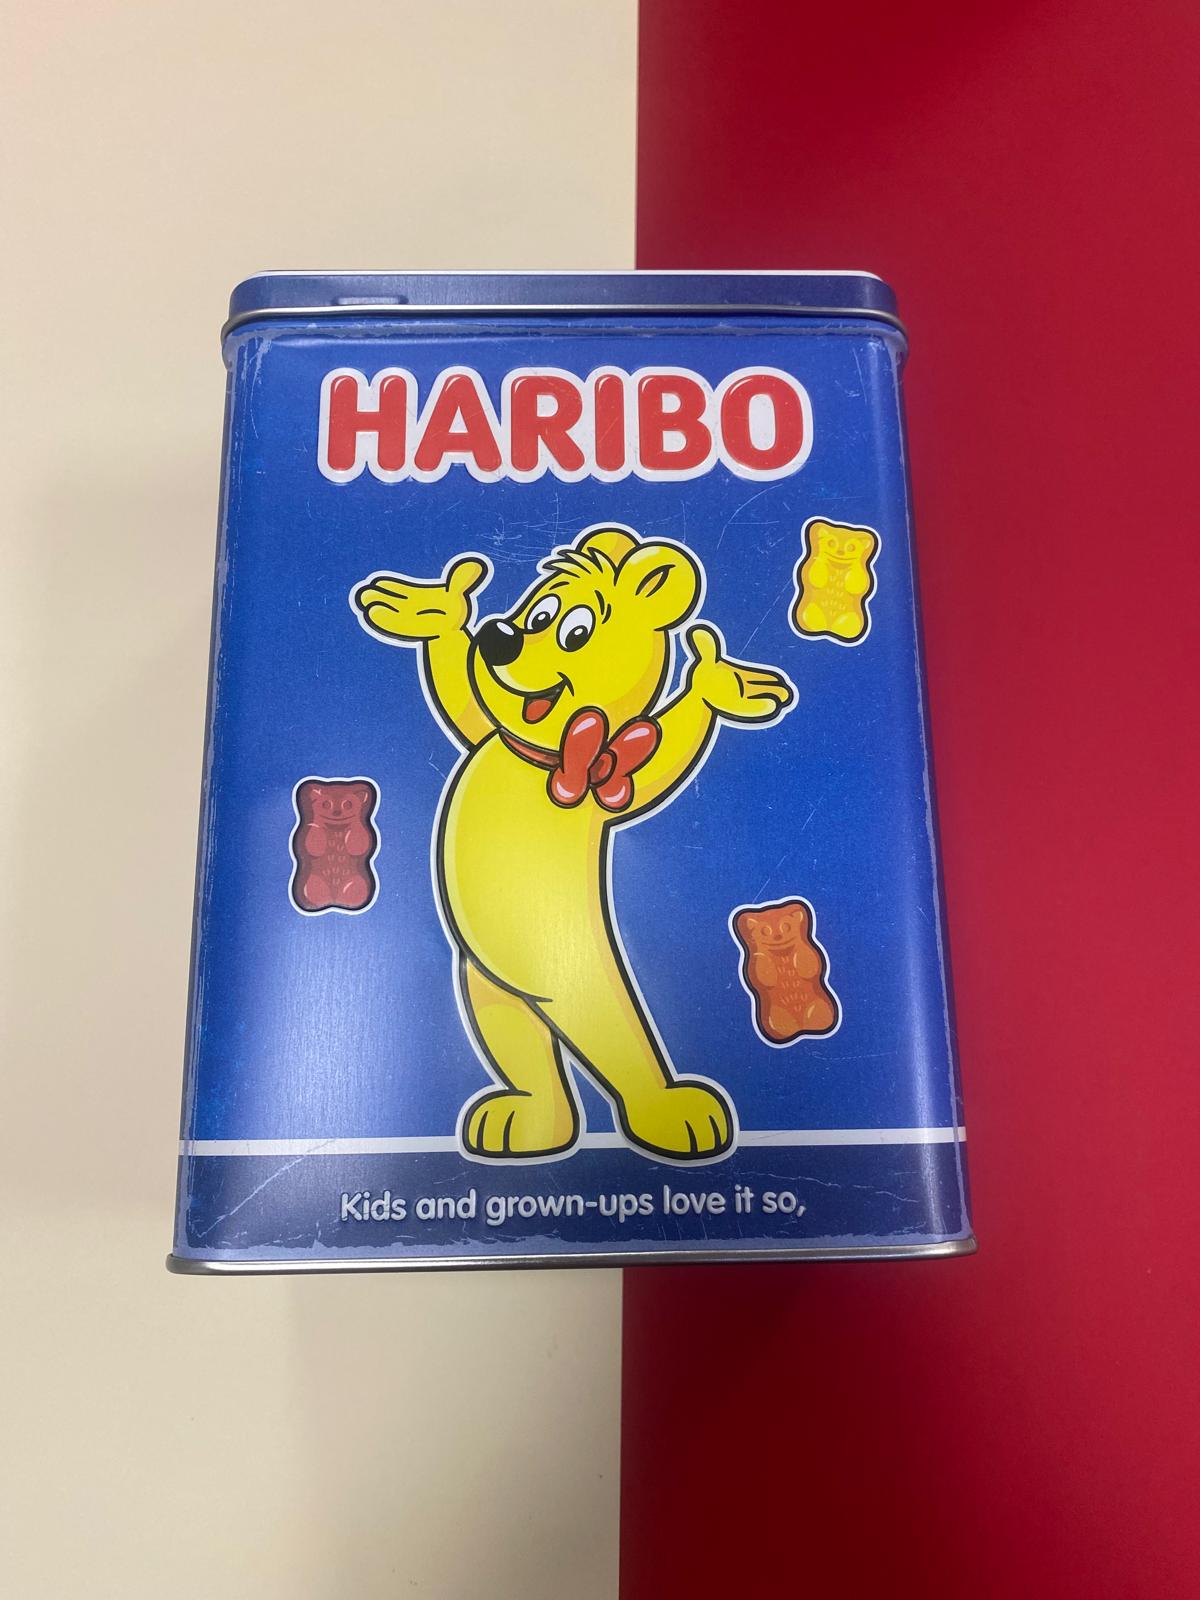 HARIBO
Kids and grown-ups love it so,